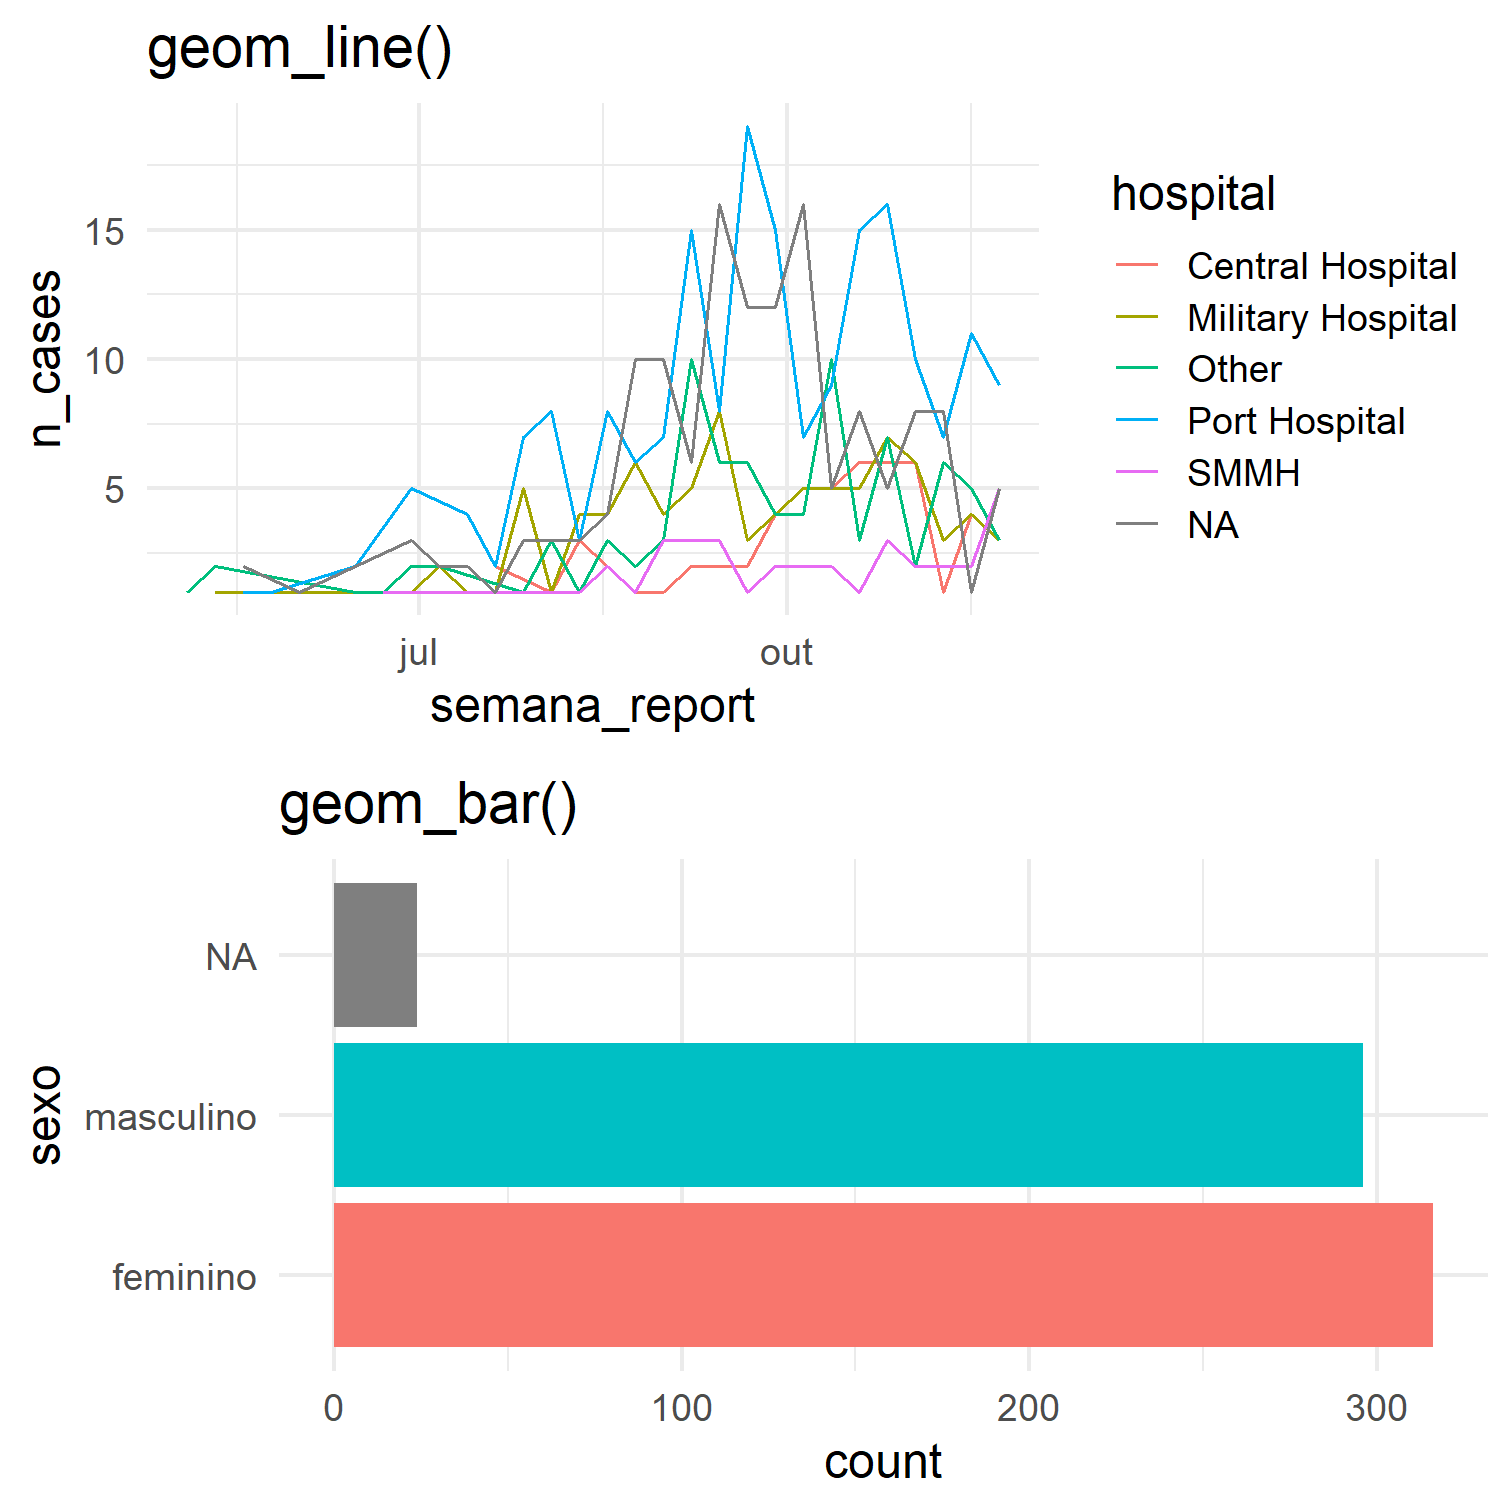 geom_line()
n_cases
15
10
5
jul
out
semana_report
hospital
Central Hospital
Military Hospital
Other
Port Hospital
SMMH
NA
geom_bar()
sexo
NA
masculino
feminino
0
100
200
300
count